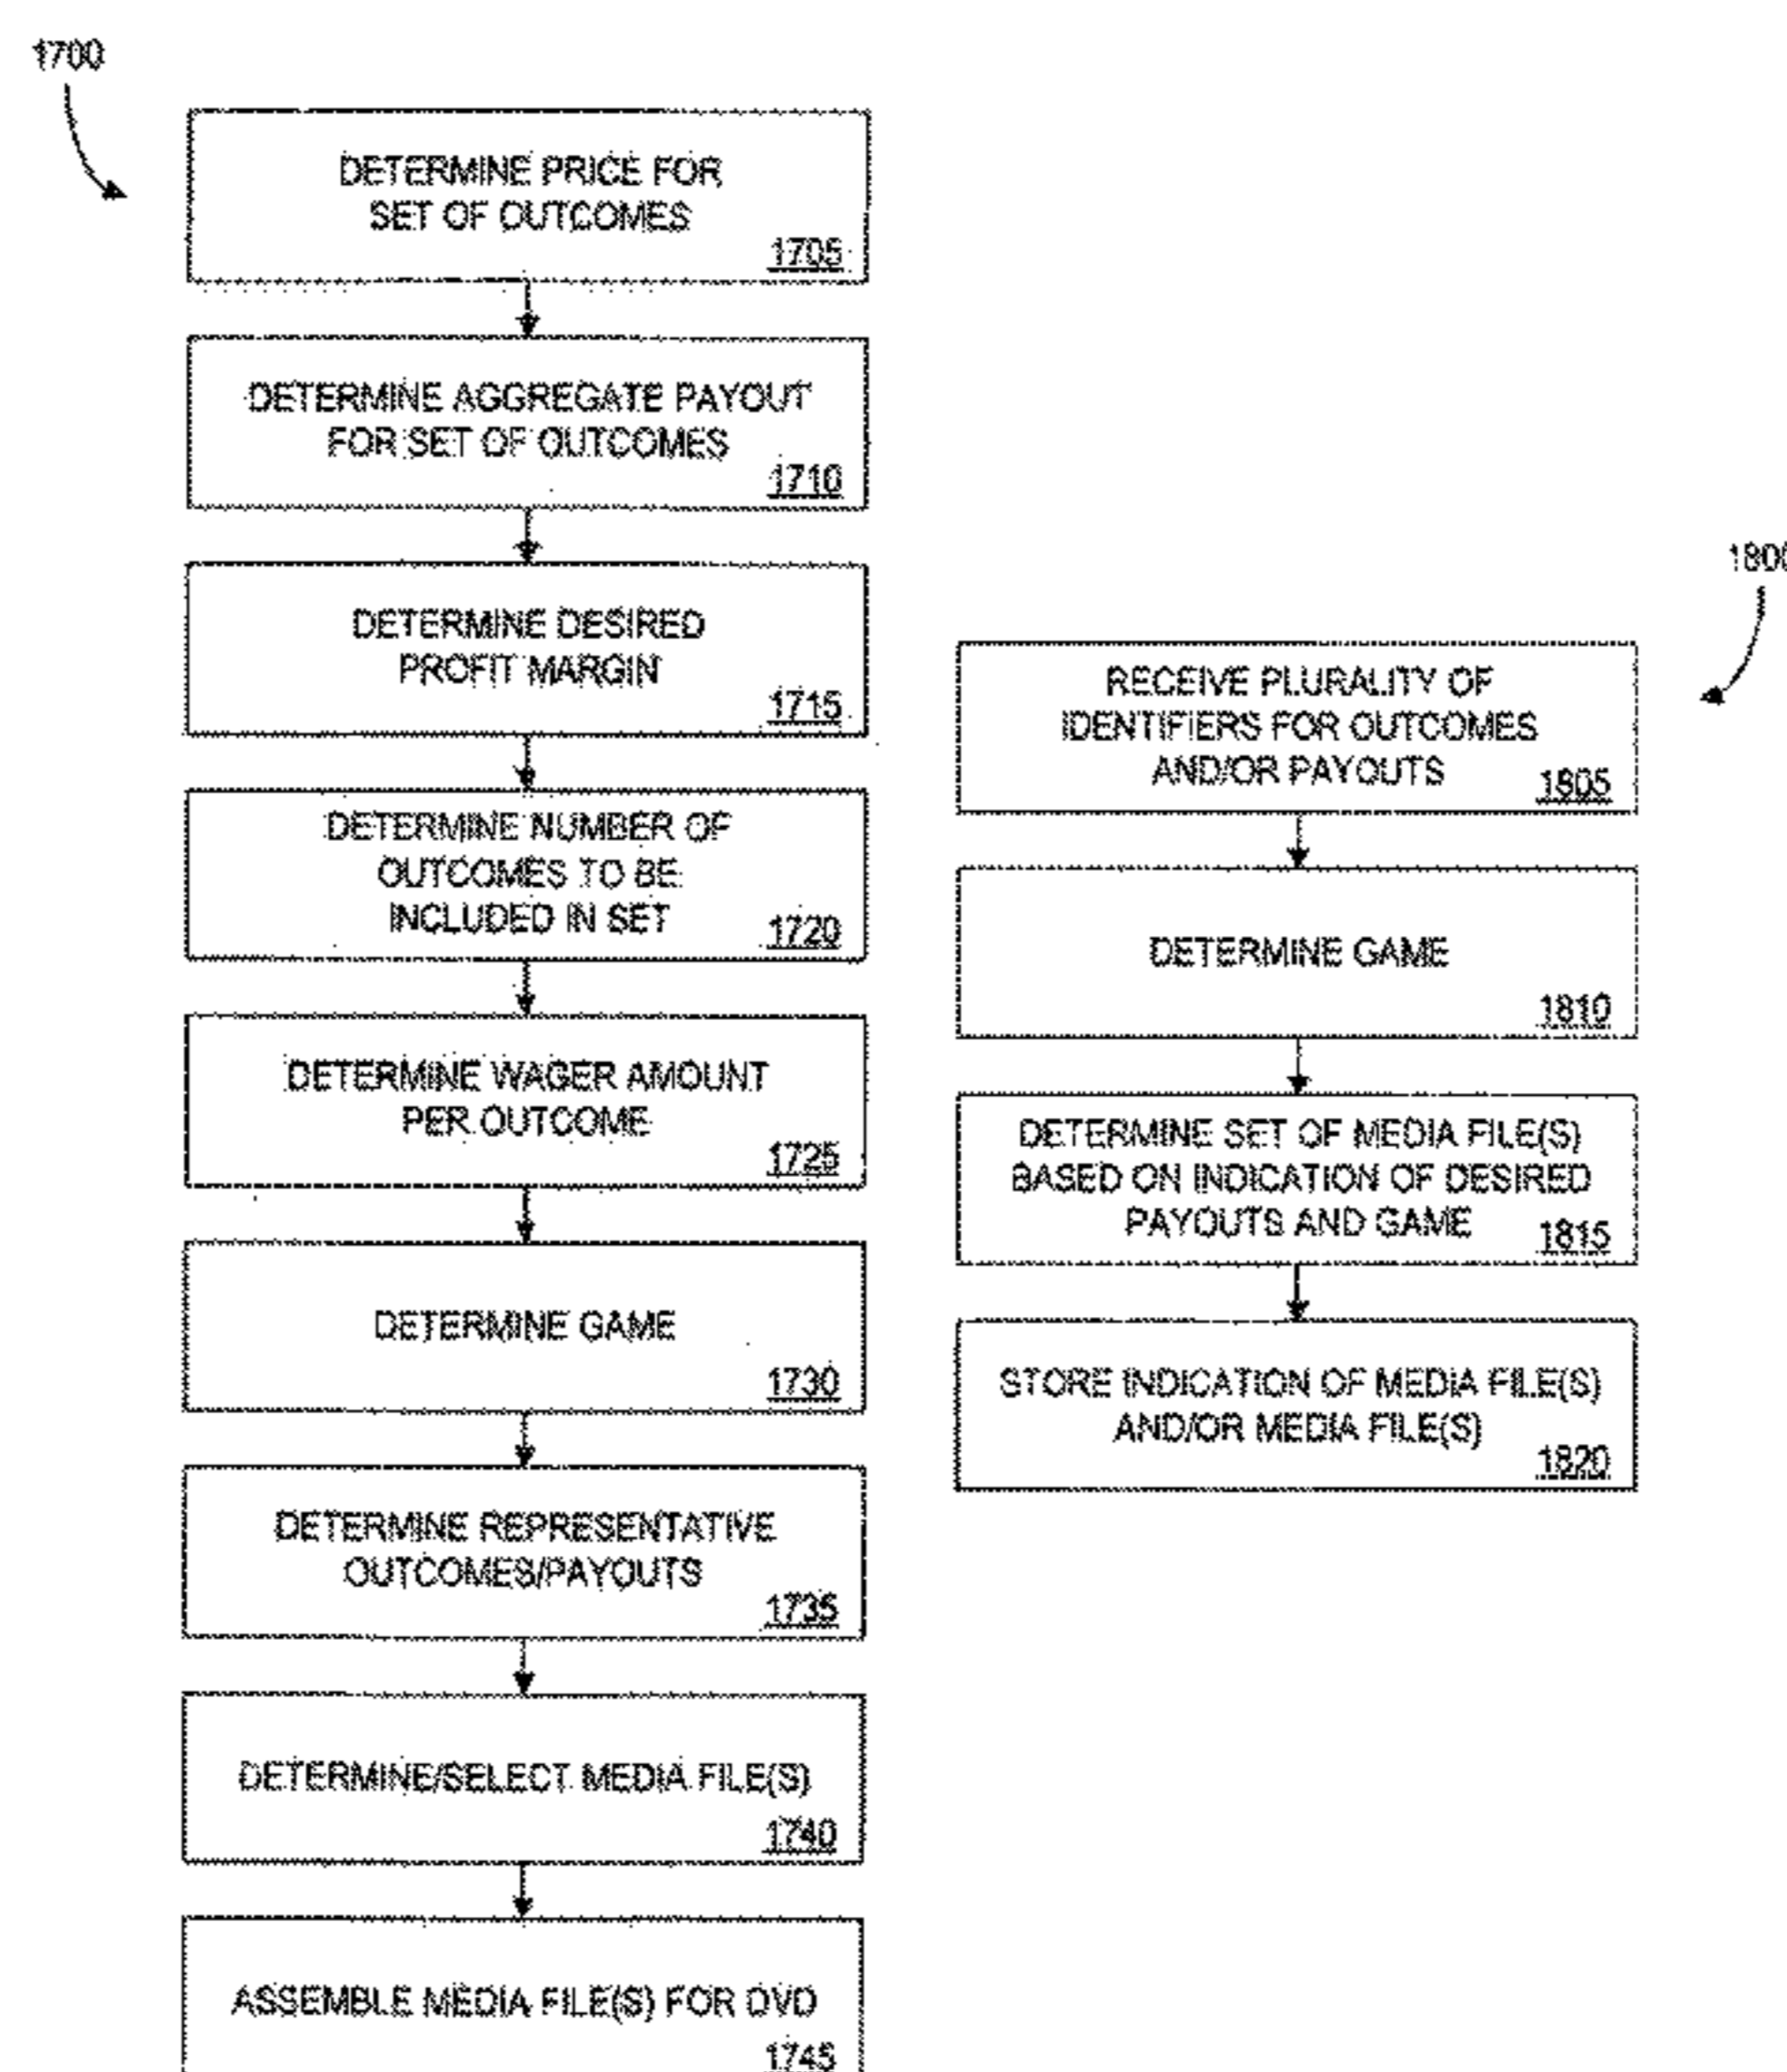 1700
DETERMINE PRICE FOR
SET OF OUTCOMES
1705
DETERMINE AGGREGATE PAYOUT
FOR SET OF OUTCOMES
1710
DETERMINE DESIRED
PROFIT MARGIN
1715
DETERMINE NUMBER OF
OUTCOMES TO BE
INCLUDED IN SET
1720
DETERMINE WAGER AMOUNT
PER OUTCOME
1725
DETERMINE GAME
1730
DETERMINE REPRESENTATIVE
OUTCOMES/PAYOUTS
1735
DETERMINE/SELECT MEDIA FILE(S)
1740
ASSEMBLE MEDIA FILE(S) FOR DVD
1745
1800
RECEIVE PLURALITY OF
IDENTIFIERS FOR OUTCOMES
AND/OR PAYOUTS
1805
DETERMINE GAME
1810
DETERMINE SET OF MEDIA FILE(S)
BASED ON INDICATION OF DESIRED
PAYOUTS AND GAME
1815
STORE INDICATION OF MEDIA FILE(S)
AND/OR MEDIA FILE(S)
1820